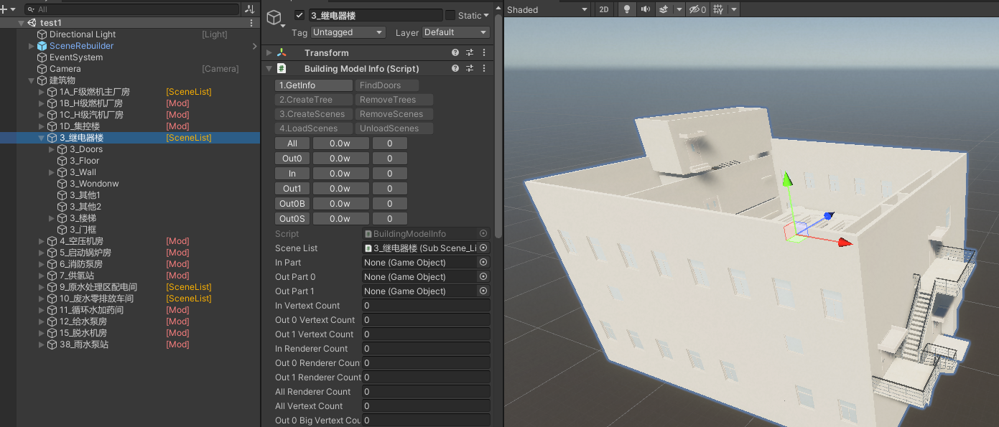 All
test1
Directional Light [Light]
SceneRebuilder
EventSystem
Camera [Camera]
建筑物
1A_F级燃机主厂房 [SceneList]
1B_H级燃机厂房 [Mod]
1C_H级汽机厂房 [Mod]
1D_集控楼 [Mod]
3_继电器楼 [SceneList]
3_Doors
3_Floor
3_Wall
3_Wondonw
3_其他1
3_其他2
3_楼梯
3_门框
4_空压机房 [Mod]
5_启动锅炉房 [Mod]
6_消防泵房 [Mod]
7_供氢站 [Mod]
9_原水处理区配电间 [SceneList]
10_废水零排放车间 [SceneList]
11_循环水加药间 [Mod]
12_给水泵房 [Mod]
15_脱水机房 [Mod]
38_雨水泵站 [Mod]
3_继电器楼 Static
Tag Untagged Layer Default
Transform
Building Model Info (Script)
1.GetInfo FindDoors
2.CreateTree RemoveTrees
3.CreateScenes RemoveScenes
4.LoadScenes UnloadScenes
All 0.0w 0
Out0 0.0w 0
In 0.0w 0
Out1 0.0w 0
Out0B 0.0w 0
Out0S 0.0w 0
Script BuildingModelInfo
Scene List 3_继电器楼 (Sub Scene_Li
In Part None (Game Object)
Out Part 0 None (Game Object)
Out Part 1 None (Game Object)
In Vertext Count 0
Out 0 Vertext Count 0
Out 1 Vertext Count 0
In Renderer Count 0
Out 0 Renderer Coun 0
Out 1 Renderer Count 0
All Renderer Count 0
All Vertext Count 0
Out 0 Big Vertext Cou 0
Shaded 2D 0